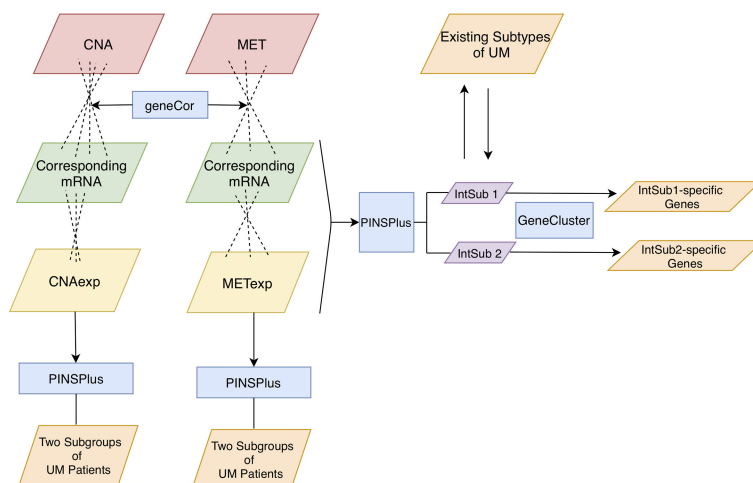 CNA
MET
Existing Subtypes
of UM
geneCor
Corresponding
mRNA
Corresponding
mRNA
PINSPlus
IntSub 1
GeneCluster
IntSub1-specific
Genes
IntSub 2
IntSub2-specific
Genes
CNAexp
METexp
PINSPlus
PINSPlus
Two Subgroups
of
UM Patients
Two Subgroups
of
UM Patients